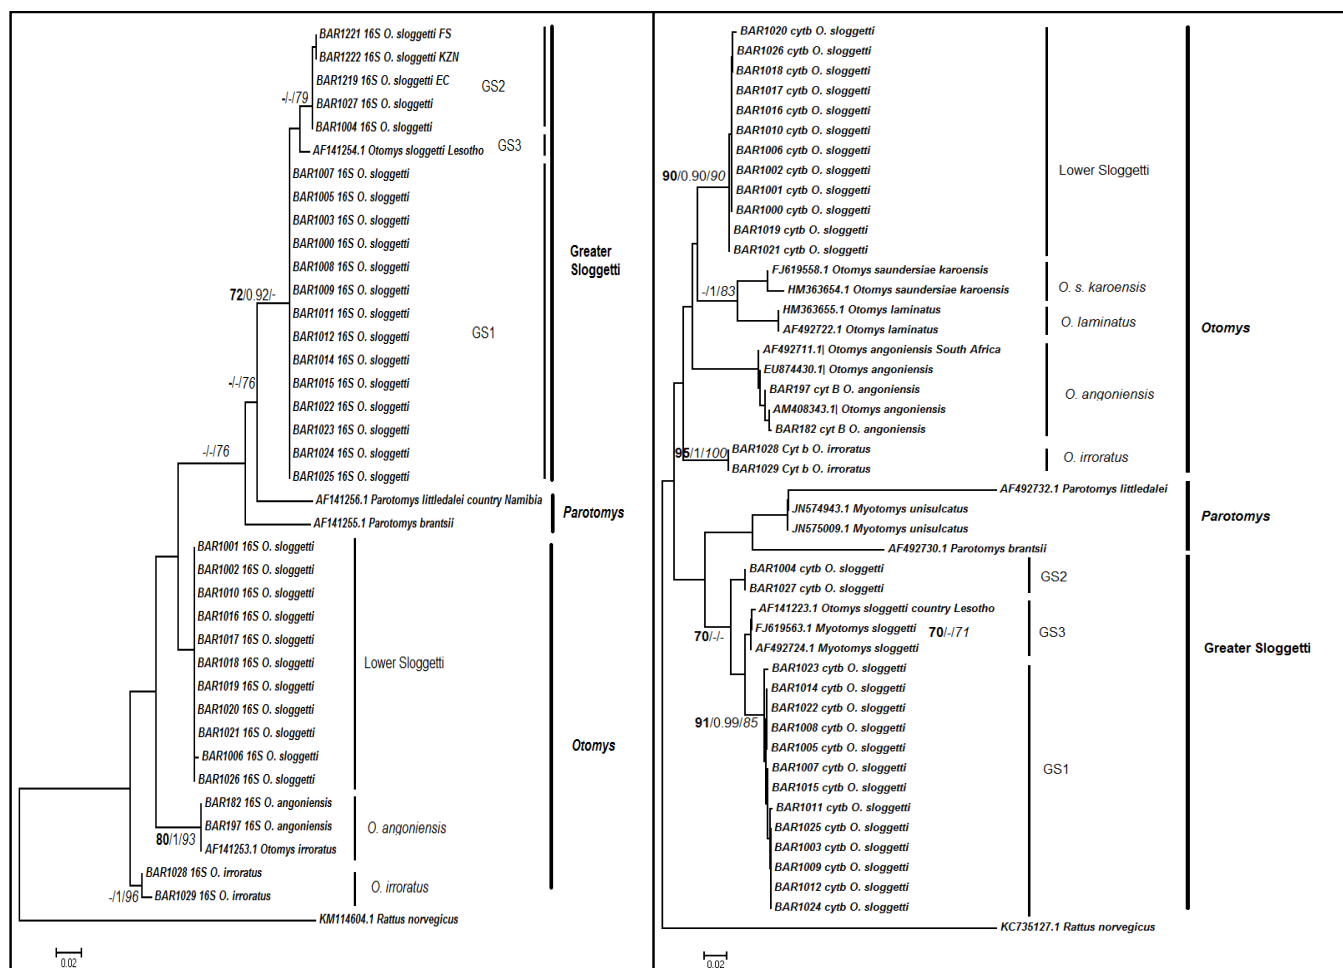 BAR1221 16S O. sloggetti FS
BAR1222 16S O. sloggetti KZN
BAR1219 16S O. sloggetti EC
GS2
-/-/79
BAR1027 16S O. sloggetti
BAR1004 16S O. sloggetti
AF141254.1 Otomys sloggetti Lesotho
GS3
BAR1007 16S O. sloggetti
BAR1005 16S O. sloggetti
BAR1003 16S O. sloggetti
BAR1000 16S O. sloggetti
Greater
Sloggetti
BAR1008 16S O. sloggetti
72/0.92/-
BAR1009 16S O. sloggetti
BAR1011 16S O. sloggetti
BAR1012 16S O. sloggetti
GS1
BAR1014 16S O. sloggetti
BAR1015 16S O. sloggetti
-/-/76
BAR1022 16S O. sloggetti
BAR1023 16S O. sloggetti
-/-/76
BAR1024 16S O. sloggetti
BAR1025 16S O. sloggetti
AF141256.1 Parotomys littledalei country Namibia
Parotomys
AF141255.1 Parotomys brantsii
BAR1001 16S O. sloggetti
BAR1002 16S O. sloggetti
BAR1010 16S O. sloggetti
BAR1016 16S O. sloggetti
BAR1017 16S O. sloggetti
BAR1018 16S O. sloggetti
Lower Sloggetti
BAR1019 16S O. sloggetti
BAR1020 16S O. sloggetti
BAR1021 16S O. sloggetti
Otomys
BAR1006 16S O. sloggetti
BAR1026 16S O. sloggetti
BAR182 16S O. angoniensis
BAR197 16S O. angoniensis
O. angoniensis
80/1/93
AF141253.1 Otomys irroratus
BAR1028 16S O. irroratus
O. irroratus
-/1/96
BAR1029 16S O. irroratus
KM114604.1 Rattus norvegicus
0.02
BAR1020 cytb O. sloggetti
BAR1026 cytb O. sloggetti
BAR1018 cytb O. sloggetti
BAR1017 cytb O. sloggetti
BAR1016 cytb O. sloggetti
BAR1010 cytb O. sloggetti
BAR1006 cytb O. sloggetti
BAR1002 cytb O. sloggetti
Lower Sloggetti
90/0.90/90
BAR1001 cytb O. sloggetti
BAR1000 cytb O. sloggetti
BAR1019 cytb O. sloggetti
BAR1021 cytb O. sloggetti
FJ619558.1 Otomys saundersiae karoensis
O. s. karoensis
-/1/83
HM363654.1 Otomys saundersiae karoensis
HM363655.1 Otomys laminatus
O. laminatus
AF492722.1 Otomys laminatus
Otomys
AF492711.1| Otomys angoniensis South Africa
EU874430.1| Otomys angoniensis
BAR197 cyt B O. angoniensis
O. angoniensis
AM408343.1| Otomys angoniensis
BAR182 cyt B O. angoniensis
95/1/100
BAR1028 Cyt b O. irroratus
O. irroratus
BAR1029 Cyt b O. irroratus
AF492732.1 Parotomys littledalei
JN574943.1 Myotomys unisulcatus
Parotomys
JN575009.1 Myotomys unisulcatus
AF492730.1 Parotomys brantsii
BAR1004 cytb O. sloggetti
GS2
BAR1027 cytb O. sloggetti
AF141223.1 Otomys sloggetti country Lesotho
70/-/-
FJ619563.1 Myotomys sloggetti
70/-/71
GS3
AF492724.1 Myotomys sloggetti
Greater Sloggetti
BAR1023 cytb O. sloggetti
BAR1014 cytb O. sloggetti
BAR1022 cytb O. sloggetti
91/0.99/85
BAR1008 cytb O. sloggetti
BAR1005 cytb O. sloggetti
BAR1007 cytb O. sloggetti
GS1
BAR1015 cytb O. sloggetti
BAR1011 cytb O. sloggetti
BAR1025 cytb O. sloggetti
BAR1003 cytb O. sloggetti
BAR1009 cytb O. sloggetti
BAR1012 cytb O. sloggetti
BAR1024 cytb O. sloggetti
KC735127.1 Rattus norvegicus
0.02